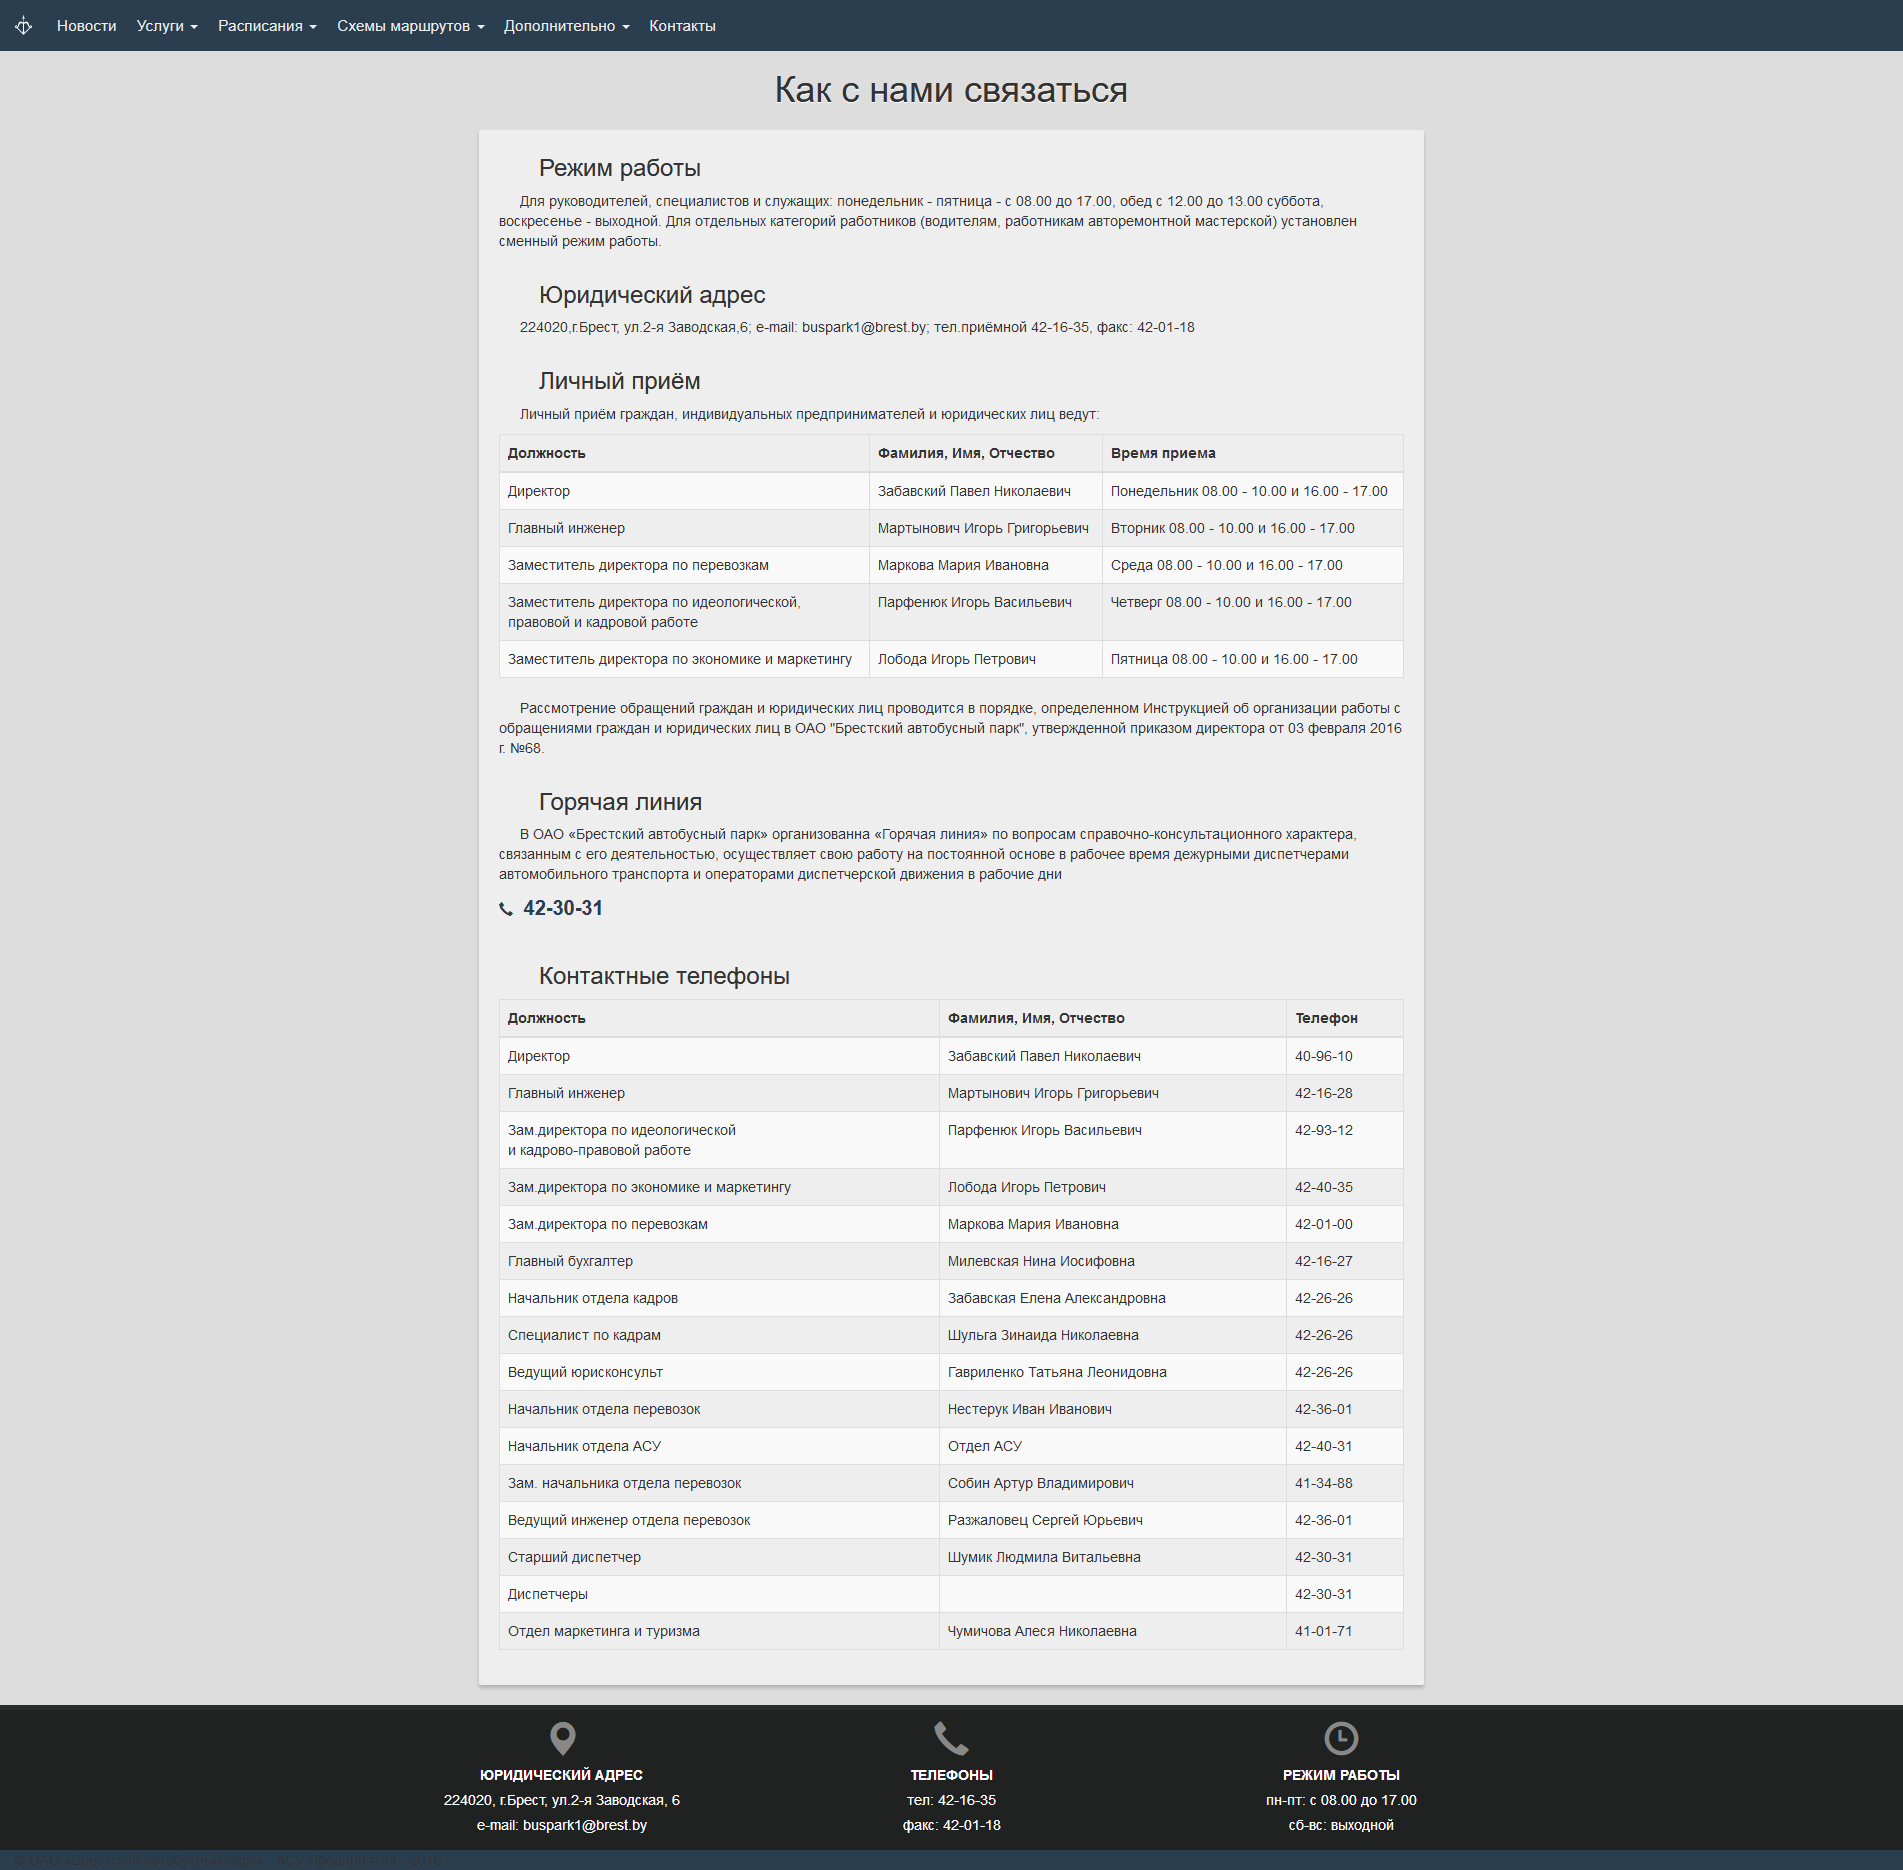 Новости Услуги Расписания Схемы маршрутов Дополнительно Контакты
Как с нами связаться
Режим работы
Для руководителей, специалистов и служащих: понедельник - пятница - с 08.00 до 17.00, обед с 12.00 до 13.00 суббота,
воскресенье - выходной. Для отдельных категорий работников (водителям, работникам авторемонтной мастерской) установлен
сменный режим работы.
Юридический адрес
224020,г.Брест, ул.2-я Заводская,6; e-mail: buspark1@brest.by; тел.приёмной 42-16-35, факс: 42-01-18
Личный приём
Личный приём граждан, индивидуальных предпринимателей и юридических лиц ведут:
Должность Фамилия, Имя, Отчество Время приема
Директор Забавский Павел Николаевич Понедельник 08.00 - 10.00 и 16.00 - 17.00
Главный инженер Мартынович Игорь Григорьевич Вторник 08.00 - 10.00 и 16.00 - 17.00
Заместитель директора по перевозкам Маркова Мария Ивановна Среда 08.00 - 10.00 и 16.00 - 17.00
Заместитель директора по идеологической, Парфенюк Игорь Васильевич Четверг 08.00 - 10.00 и 16.00 - 17.00
правовой и кадровой работе
Заместитель директора по экономике и маркетингу Лобода Игорь Петрович Пятница 08.00 - 10.00 и 16.00 - 17.00
Рассмотрение обращений граждан и юридических лиц проводится в порядке, определенном Инструкцией об организации работы с
обращениями граждан и юридических лиц в ОАО "Брестский автобусный парк", утвержденной приказом директора от 03 февраля 2016
г. №68.
Горячая линия
В ОАО «Брестский автобусный парк» организованна «Горячая линия» по вопросам справочно-консультационного характера,
связанным с его деятельностью, осуществляет свою работу на постоянной основе в рабочее время дежурными диспетчерами
автомобильного транспорта и операторами диспетчерской движения в рабочие дни
42-30-31
Контактные телефоны
Должность Фамилия, Имя, Отчество Телефон
Директор Забавский Павел Николаевич 40-96-10
Главный инженер Мартынович Игорь Григорьевич 42-16-28
Зам.директора по идеологической Парфенюк Игорь Васильевич 42-93-12
и кадрово-правовой работе
Зам.директора по экономике и маркетингу Лобода Игорь Петрович 42-40-35
Зам.директора по перевозкам Маркова Мария Ивановна 42-01-00
Главный бухгалтер Милевская Нина Иосифовна 42-16-27
Начальник отдела кадров Забавская Елена Александровна 42-26-26
Специалист по кадрам Шульга Зинаида Николаевна 42-26-26
Ведущий юрисконсульт Гавриленко Татьяна Леонидовна 42-26-26
Начальник отдела перевозок Нестерук Иван Иванович 42-36-01
Начальник отдела АСУ Отдел АСУ 42-40-31
Зам. начальника отдела перевозок Собин Артур Владимирович 41-34-88
Ведущий инженер отдела перевозок Разжаловец Сергей Юрьевич 42-36-01
Старший диспетчер Шумик Людмила Витальевна 42-30-31
Диспетчеры 42-30-31
Отдел маркетинга и туризма Чумичова Алеся Николаевна 41-01-71
ЮРИДИЧЕСКИЙ АДРЕС ТЕЛЕФОНЫ РЕЖИМ РАБОТЫ
224020, г.Брест, ул.2-я Заводская, 6 тел: 42-16-35 пн-пт: с 08.00 до 17.00
e-mail: buspark1@brest.by факс: 42-01-18 сб-вс: выходной
© ОАО «Брестский автобусный парк» - АСУ Предприятия - 2016